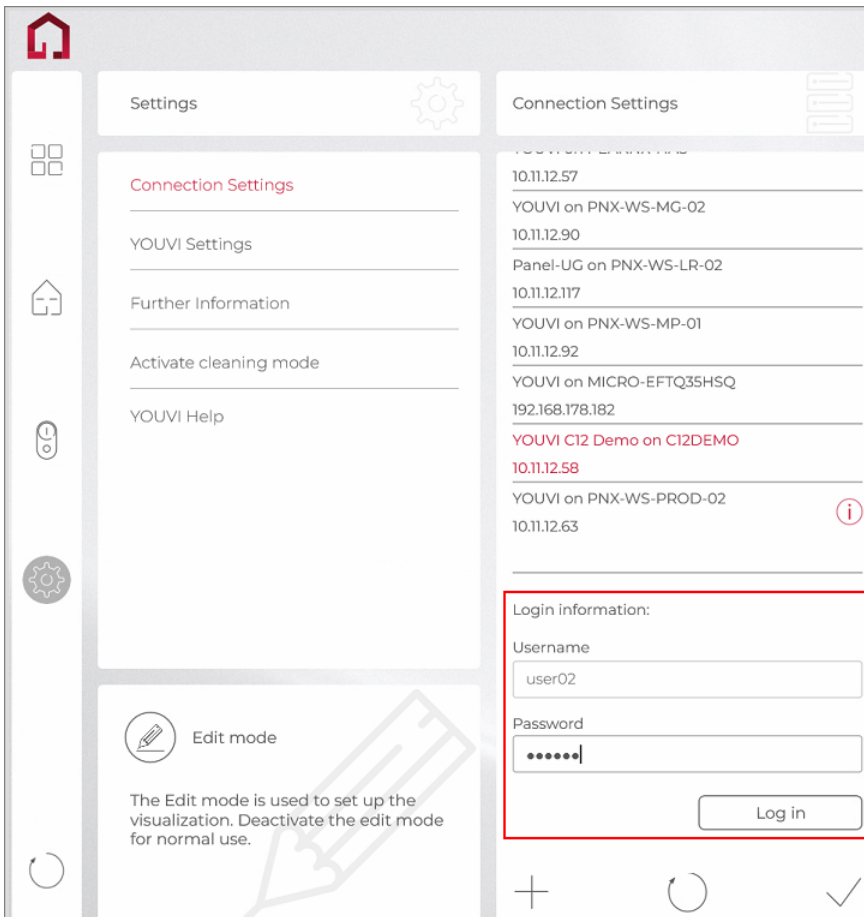 Settings
Connection Settings
YOUVI Settings
Further Information
Activate cleaning mode
YOUVI Help
Edit mode
The Edit mode is used to set up the
visualization. Deactivate the edit mode
for normal use.
Connection Settings
10.11.12.57
YOUVI on PNX-WS-MG-02
10.11.12.90
Panel-UG on PNX-WS-LR-02
10.11.12.117
YOUVI on PNX-WS-MP-01
10.11.12.92
YOUVI on MICRO-EFTQ35HSQ
192.168.178.182
YOUVI C12 Demo on C12DEMO
10.11.12.58
YOUVI on PNX-WS-PROD-02
10.11.12.63
Login information:
Username
user02
Password
••••••
Log in